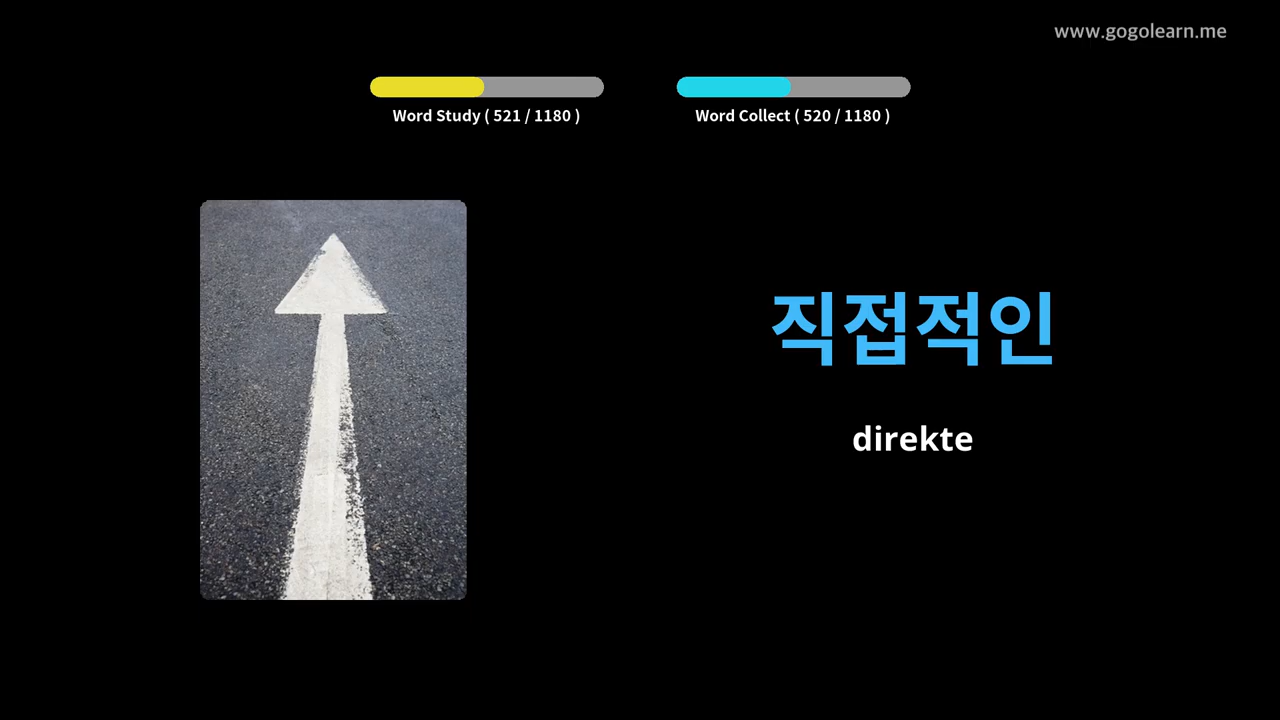 www.gogolearn.me
Word Study ( 521 / 1180 )
Word Collect ( 520 / 1180 )
직접적인
direkte